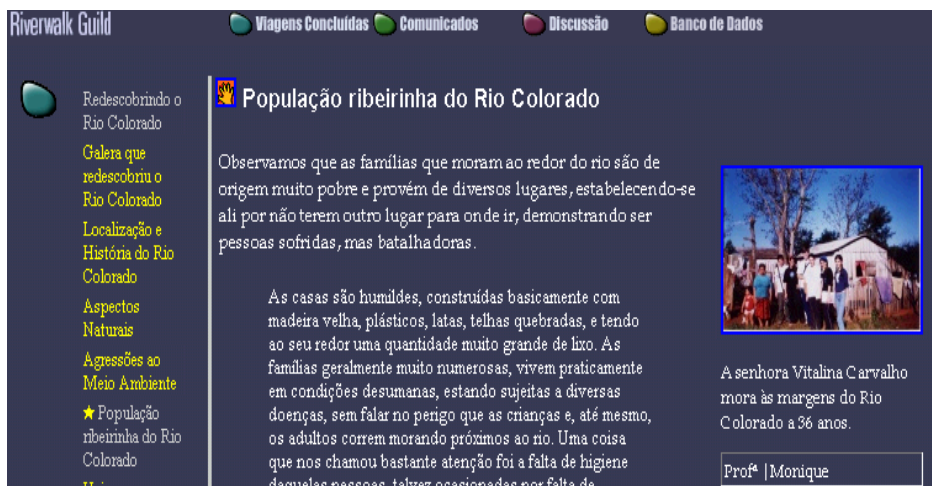 Riverwalk Guild
Viagens Concluídas
Comunicados
Discussão
Banco de Dados
Redescobrindo o
Rio Colorado
Galera que
redescobriu o
Rio Colorado
Localização e
História do Rio
Colorado
Aspectos
Naturais
Agressões ao
Meio Ambiente
População
ribeirinha do Rio
Colorado
População ribeirinha do Rio Colorado
Observamos que as famílias que moram ao redor do rio são de
origem muito pobre e provém de diversos lugares, estabelecendo-se
ali por não terem outro lugar para onde ir, demonstrando ser
pessoas sofridas, mas batalhadoras.
As casas são humildes, construídas basicamente com
madeira velha, plásticos, latas, telhas quebradas, e tendo
ao seu redor uma quantidade muito grande de lixo. As
famílias geralmente muito numerosas, vivem praticamente
em condições desumanas, estando sujeitas a diversas
doenças, sem falar no perigo que as crianças e, até mesmo,
os adultos correm morando próximos ao rio. Uma coisa
que nos chamou bastante atenção foi a falta de higiene
daquelas pessoas, talvez ocasionadas por falta de
A senhora Vitalina Carvalho
mora às margens do Rio
Colorado a 36 anos.
Profª |Monique